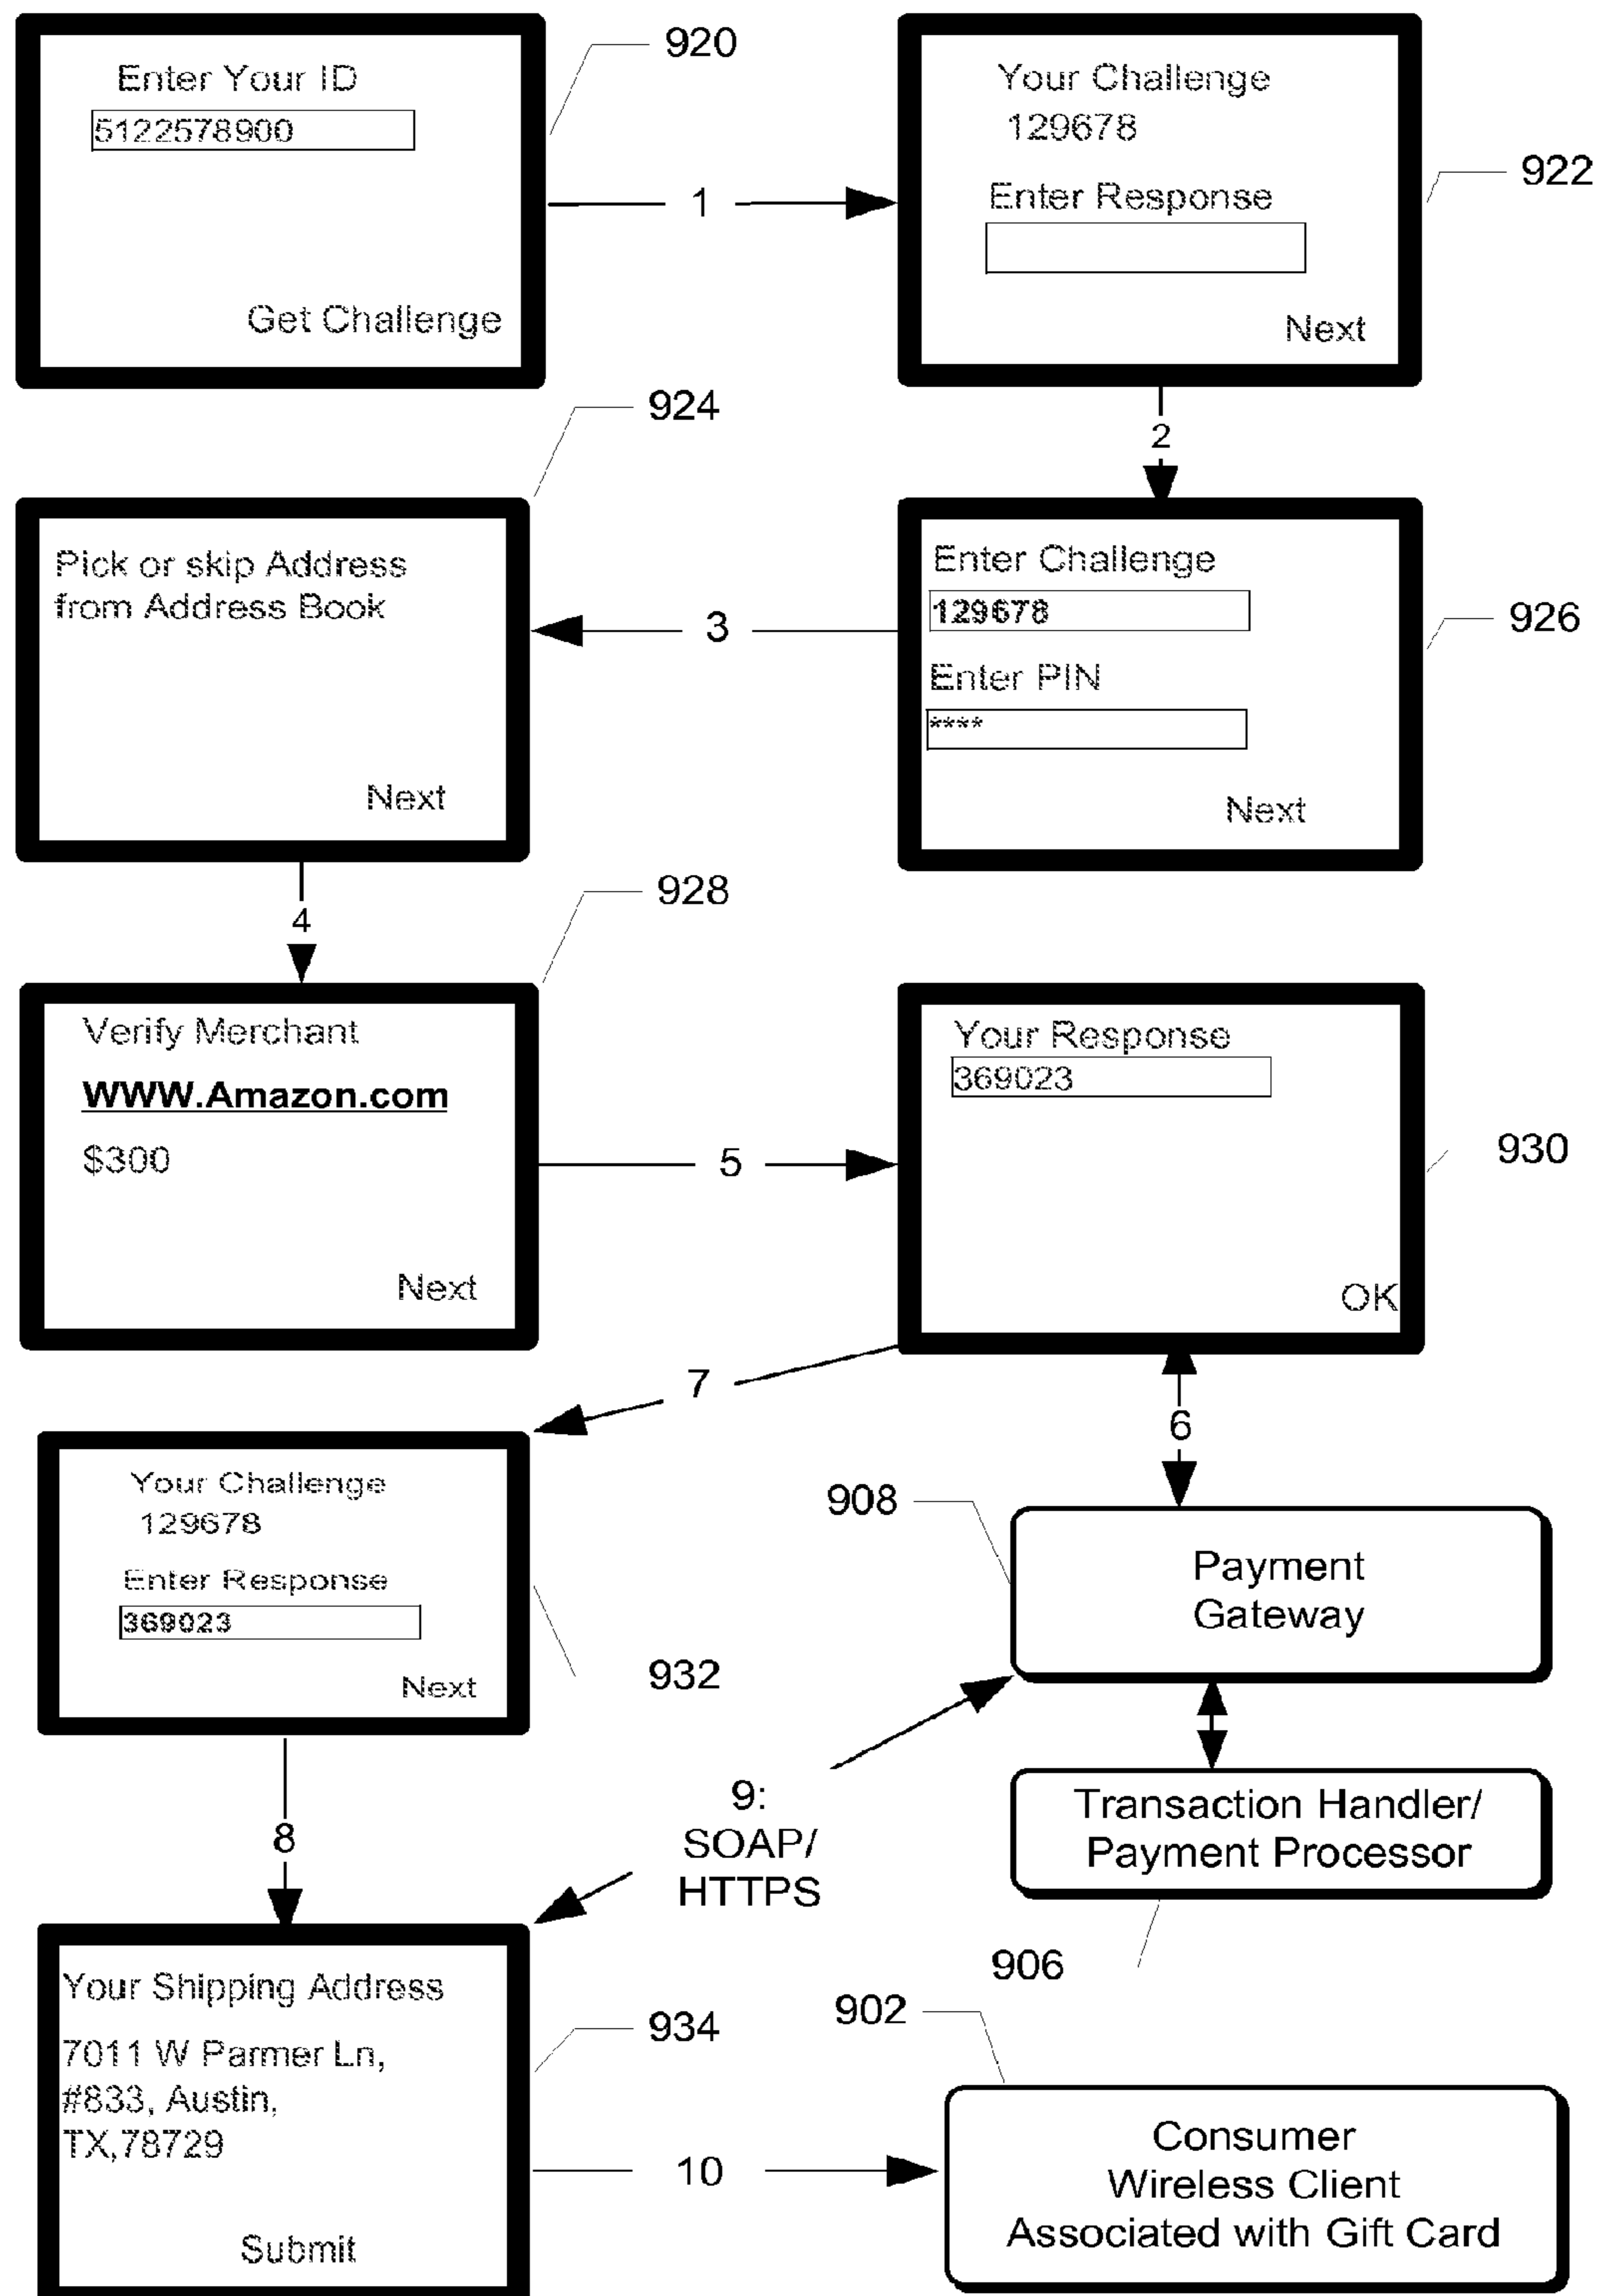 Enter Your ID
5122578900
Get Challenge
920
1
Your Challenge
129678
Enter Response
Next
922
2
924
Pick or skip Address
from Address Book
Next
3
Enter Challenge
129678
Enter PIN
****
Next
926
4
928
Verify Merchant
WWW.Amazon.com
$300
Next
5
Your Response
369023
OK
930
7
6
Your Challenge
129678
Enter Response
369023
Next
932
908
Payment
Gateway
8
9:
SOAP/
HTTPS
Transaction Handler/
Payment Processor
906
Your Shipping Address
7011 W Parmer Ln,
#833, Austin,
TX,78729
Submit
934
10
902
Consumer
Wireless Client
Associated with Gift Card